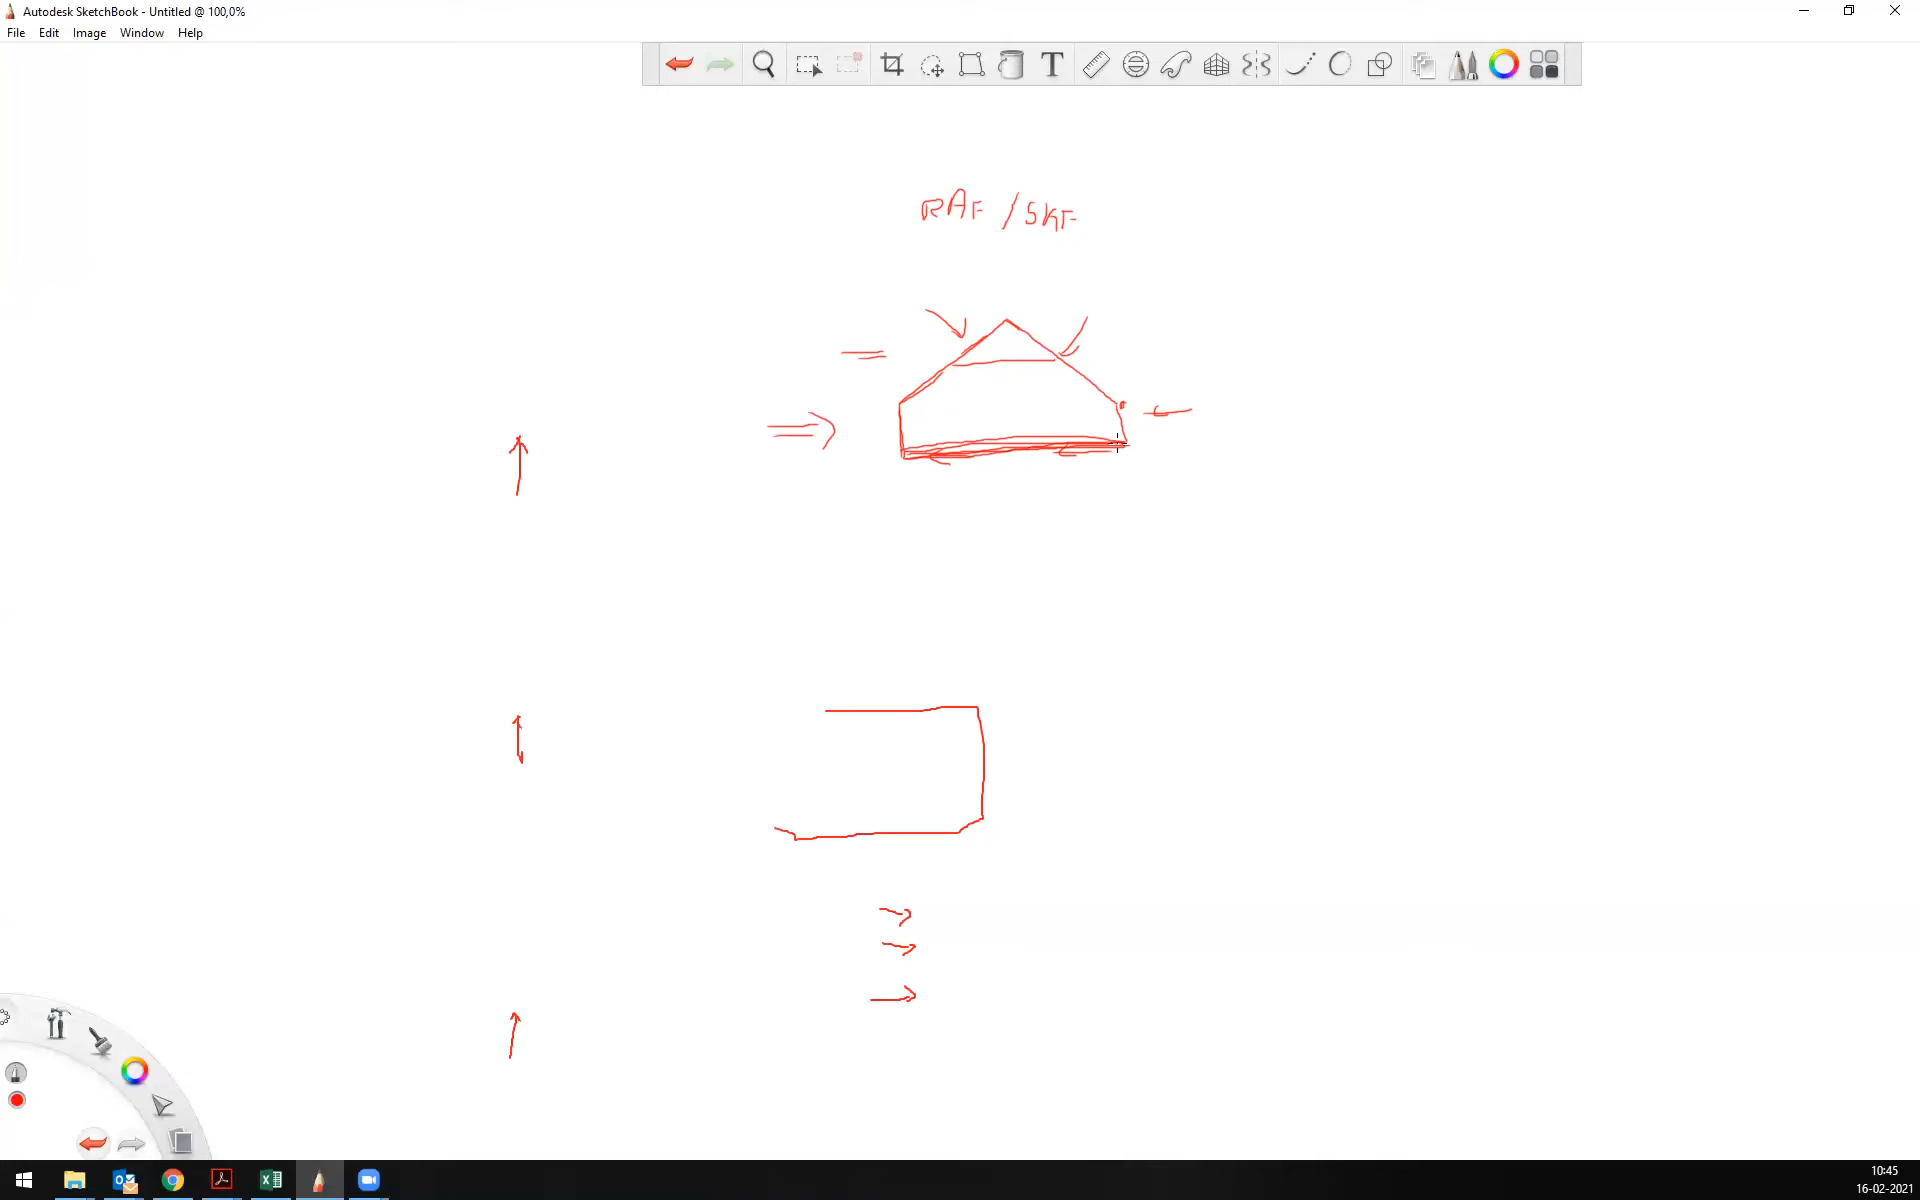 Autodesk SketchBook - Untitled @ 100,0%
File Edit Image Window Help
T
RAF / SKF
10:45
16-02-2021